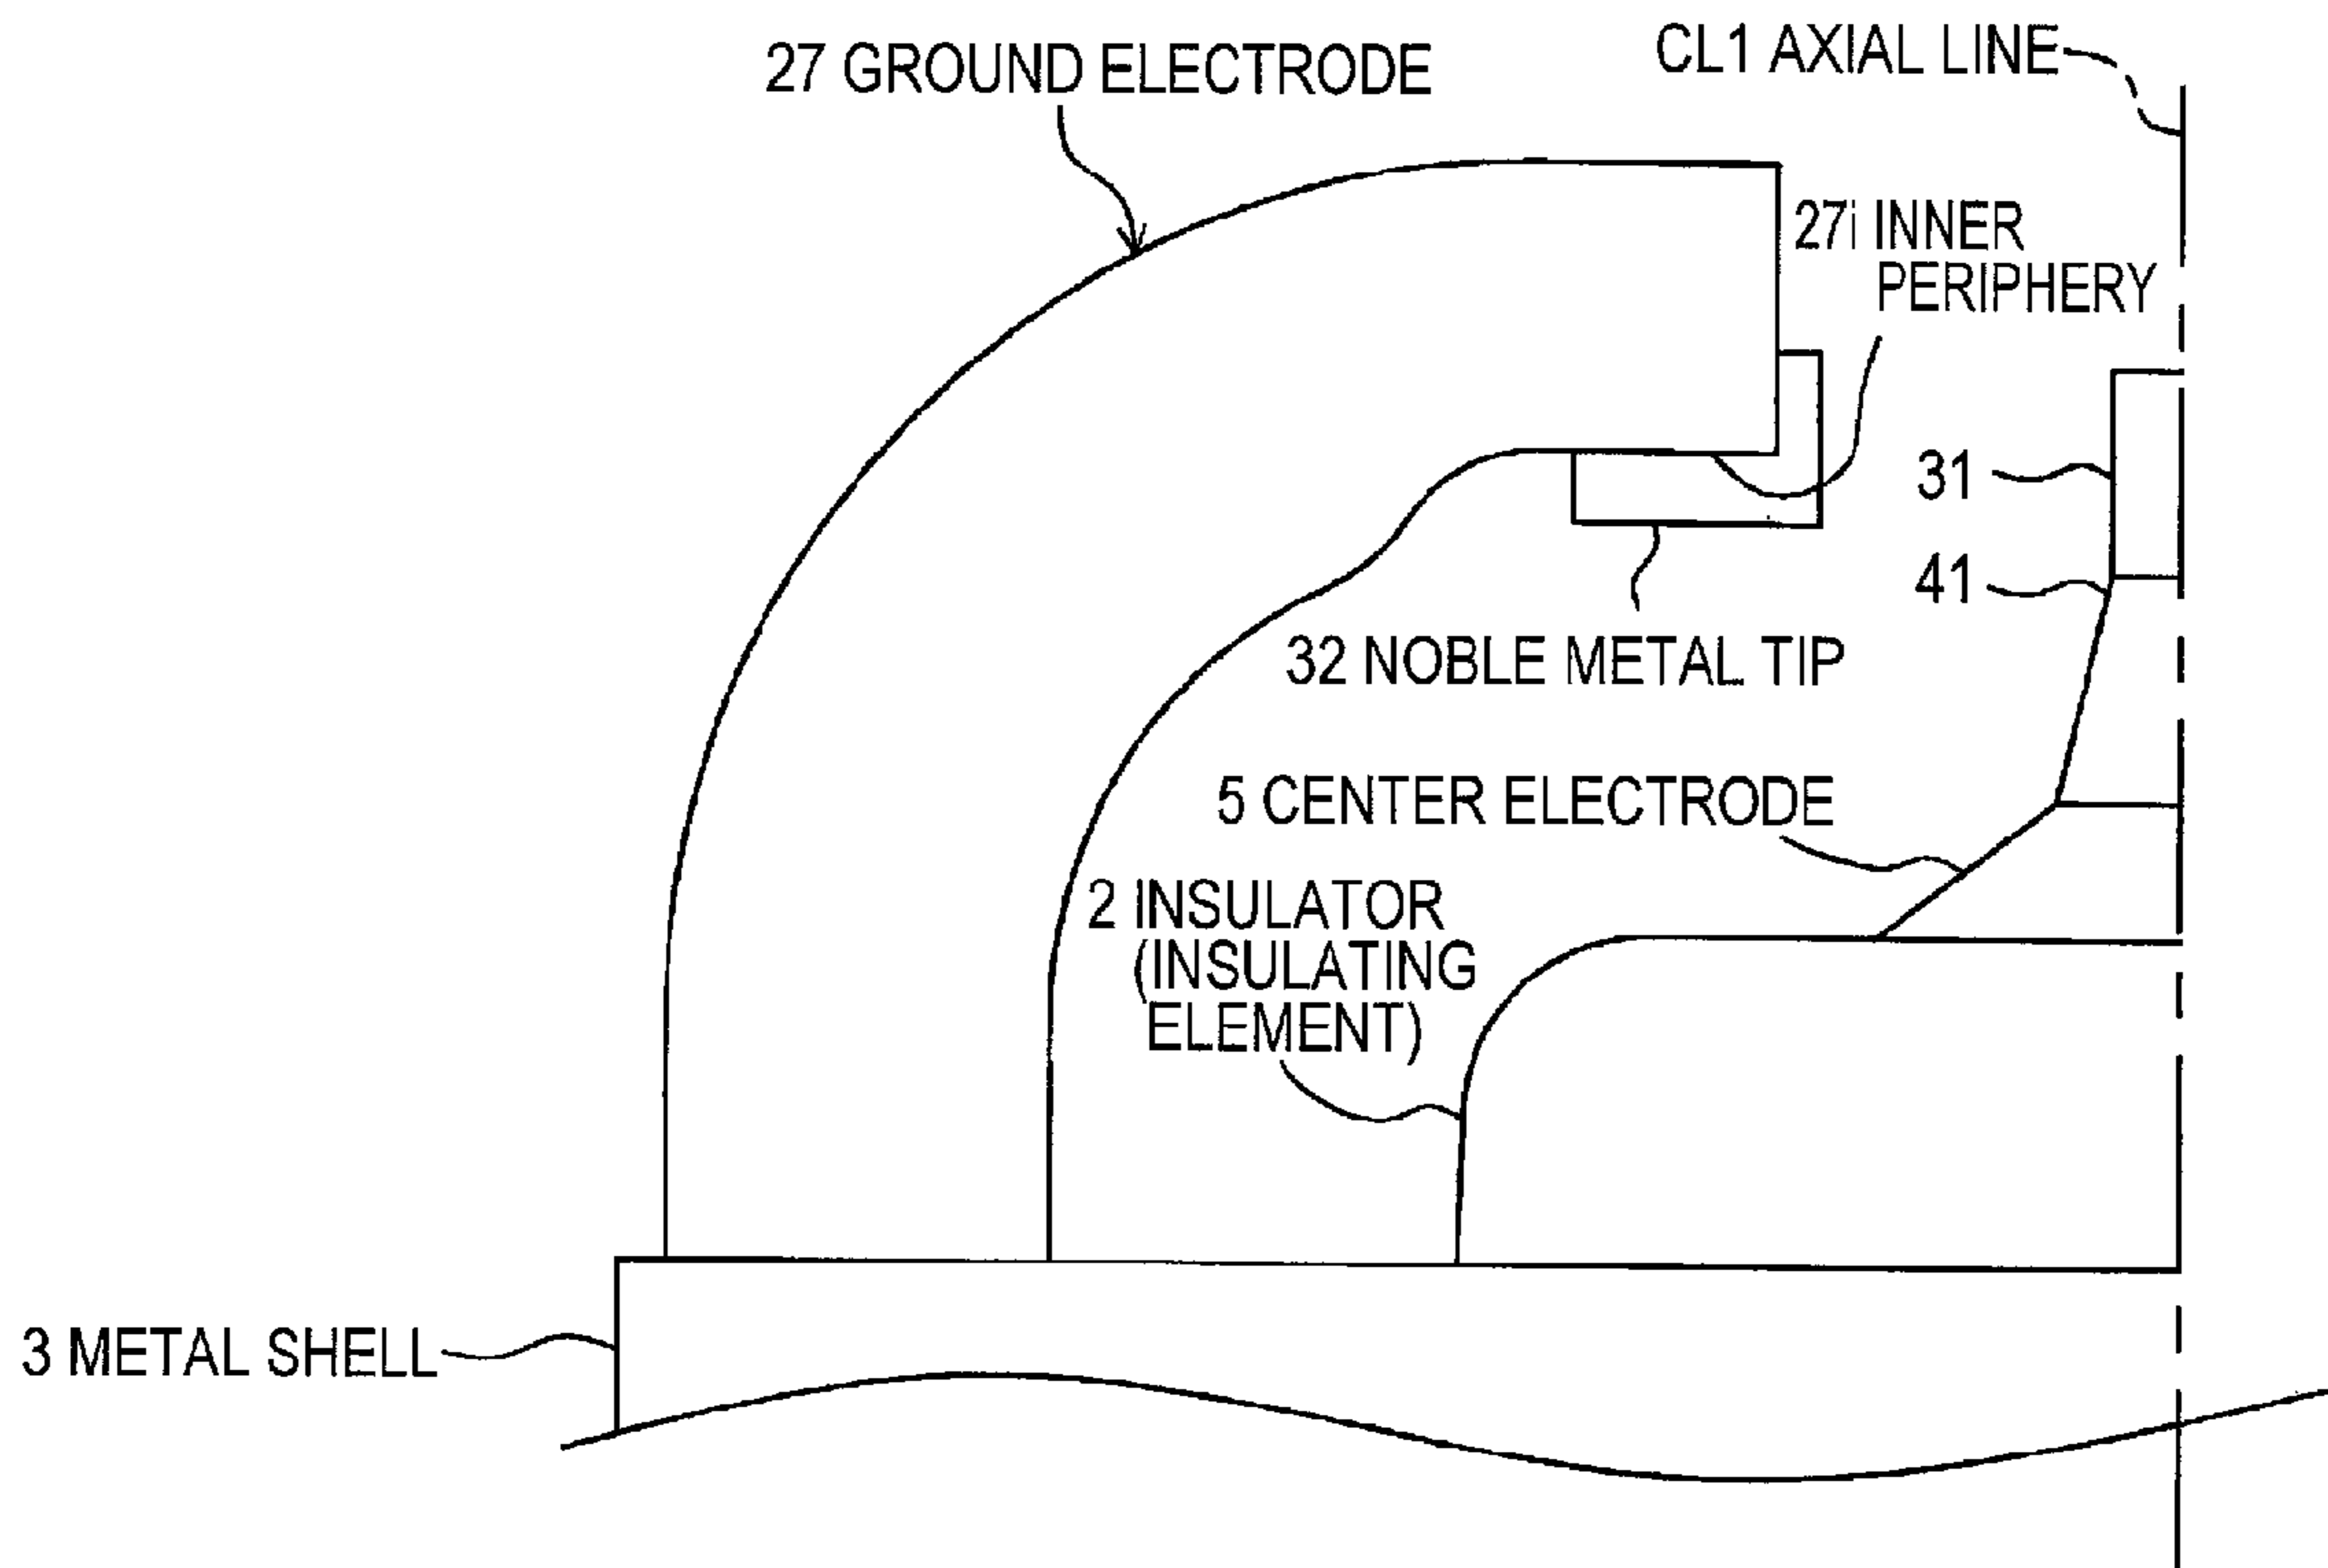 27 GROUND ELECTRODE
CL1 AXIAL LINE
27i INNER
PERIPHERY
31
41
32 NOBLE METAL TIP
5 CENTER ELECTRODE
2 INSULATOR
(INSULATING
ELEMENT)
3 METAL SHELL